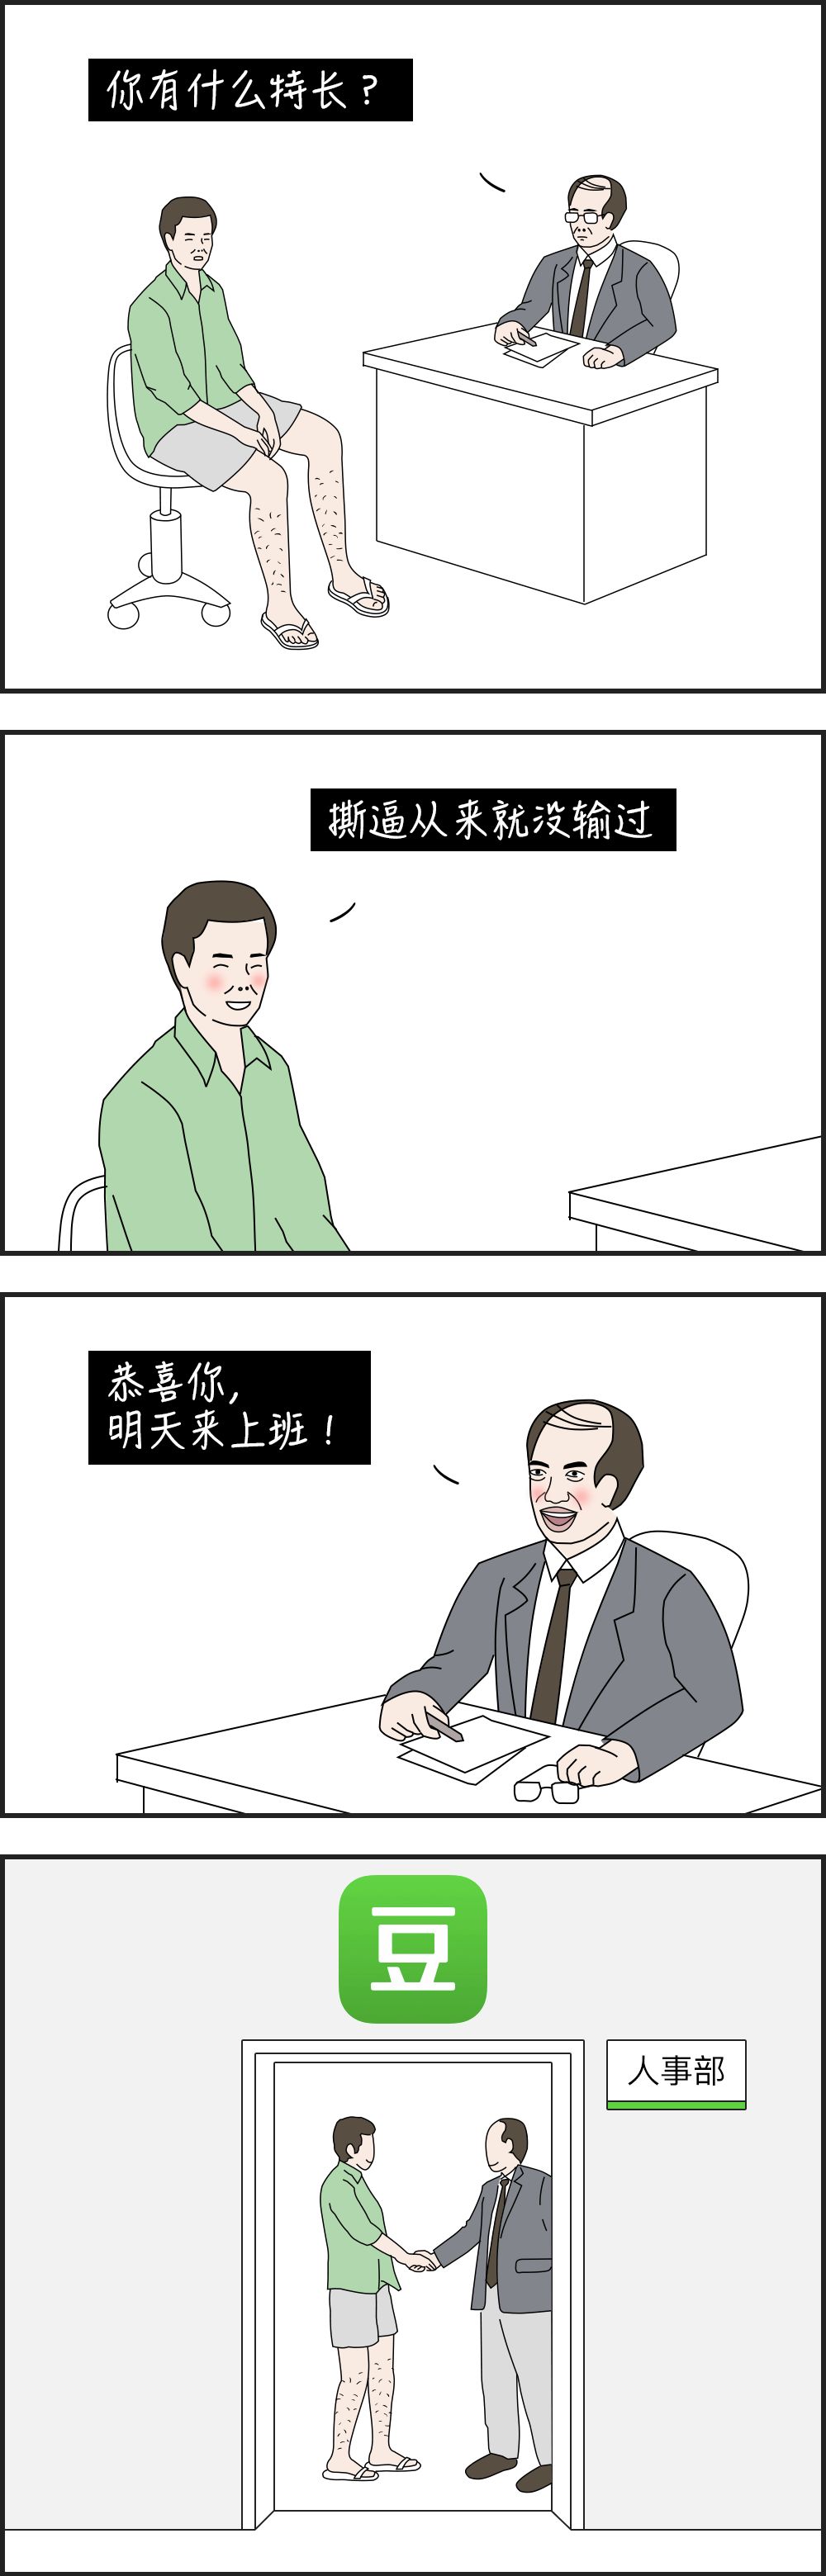 你有什么特长？
撕逼从来就没输过
恭喜你,
明天来上班！
豆
人事部